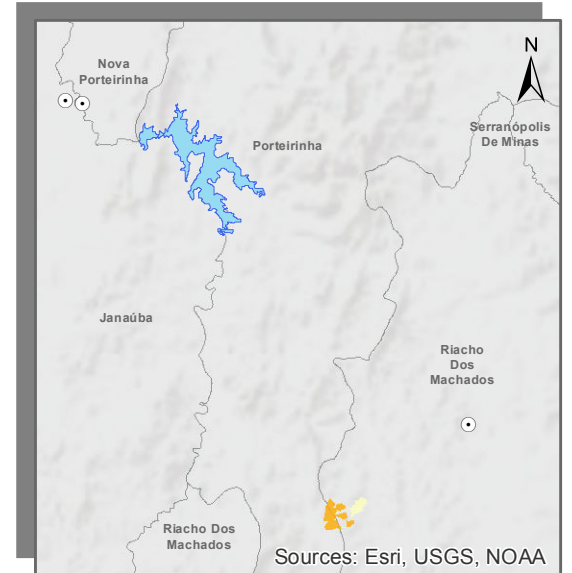 N
Nova
Porteirinha
Serranópolis
De Minas
Porteirinha
Janaúba
Riacho
Dos
Machados
Riacho Dos
Machados
Sources: Esri, USGS, NOAA